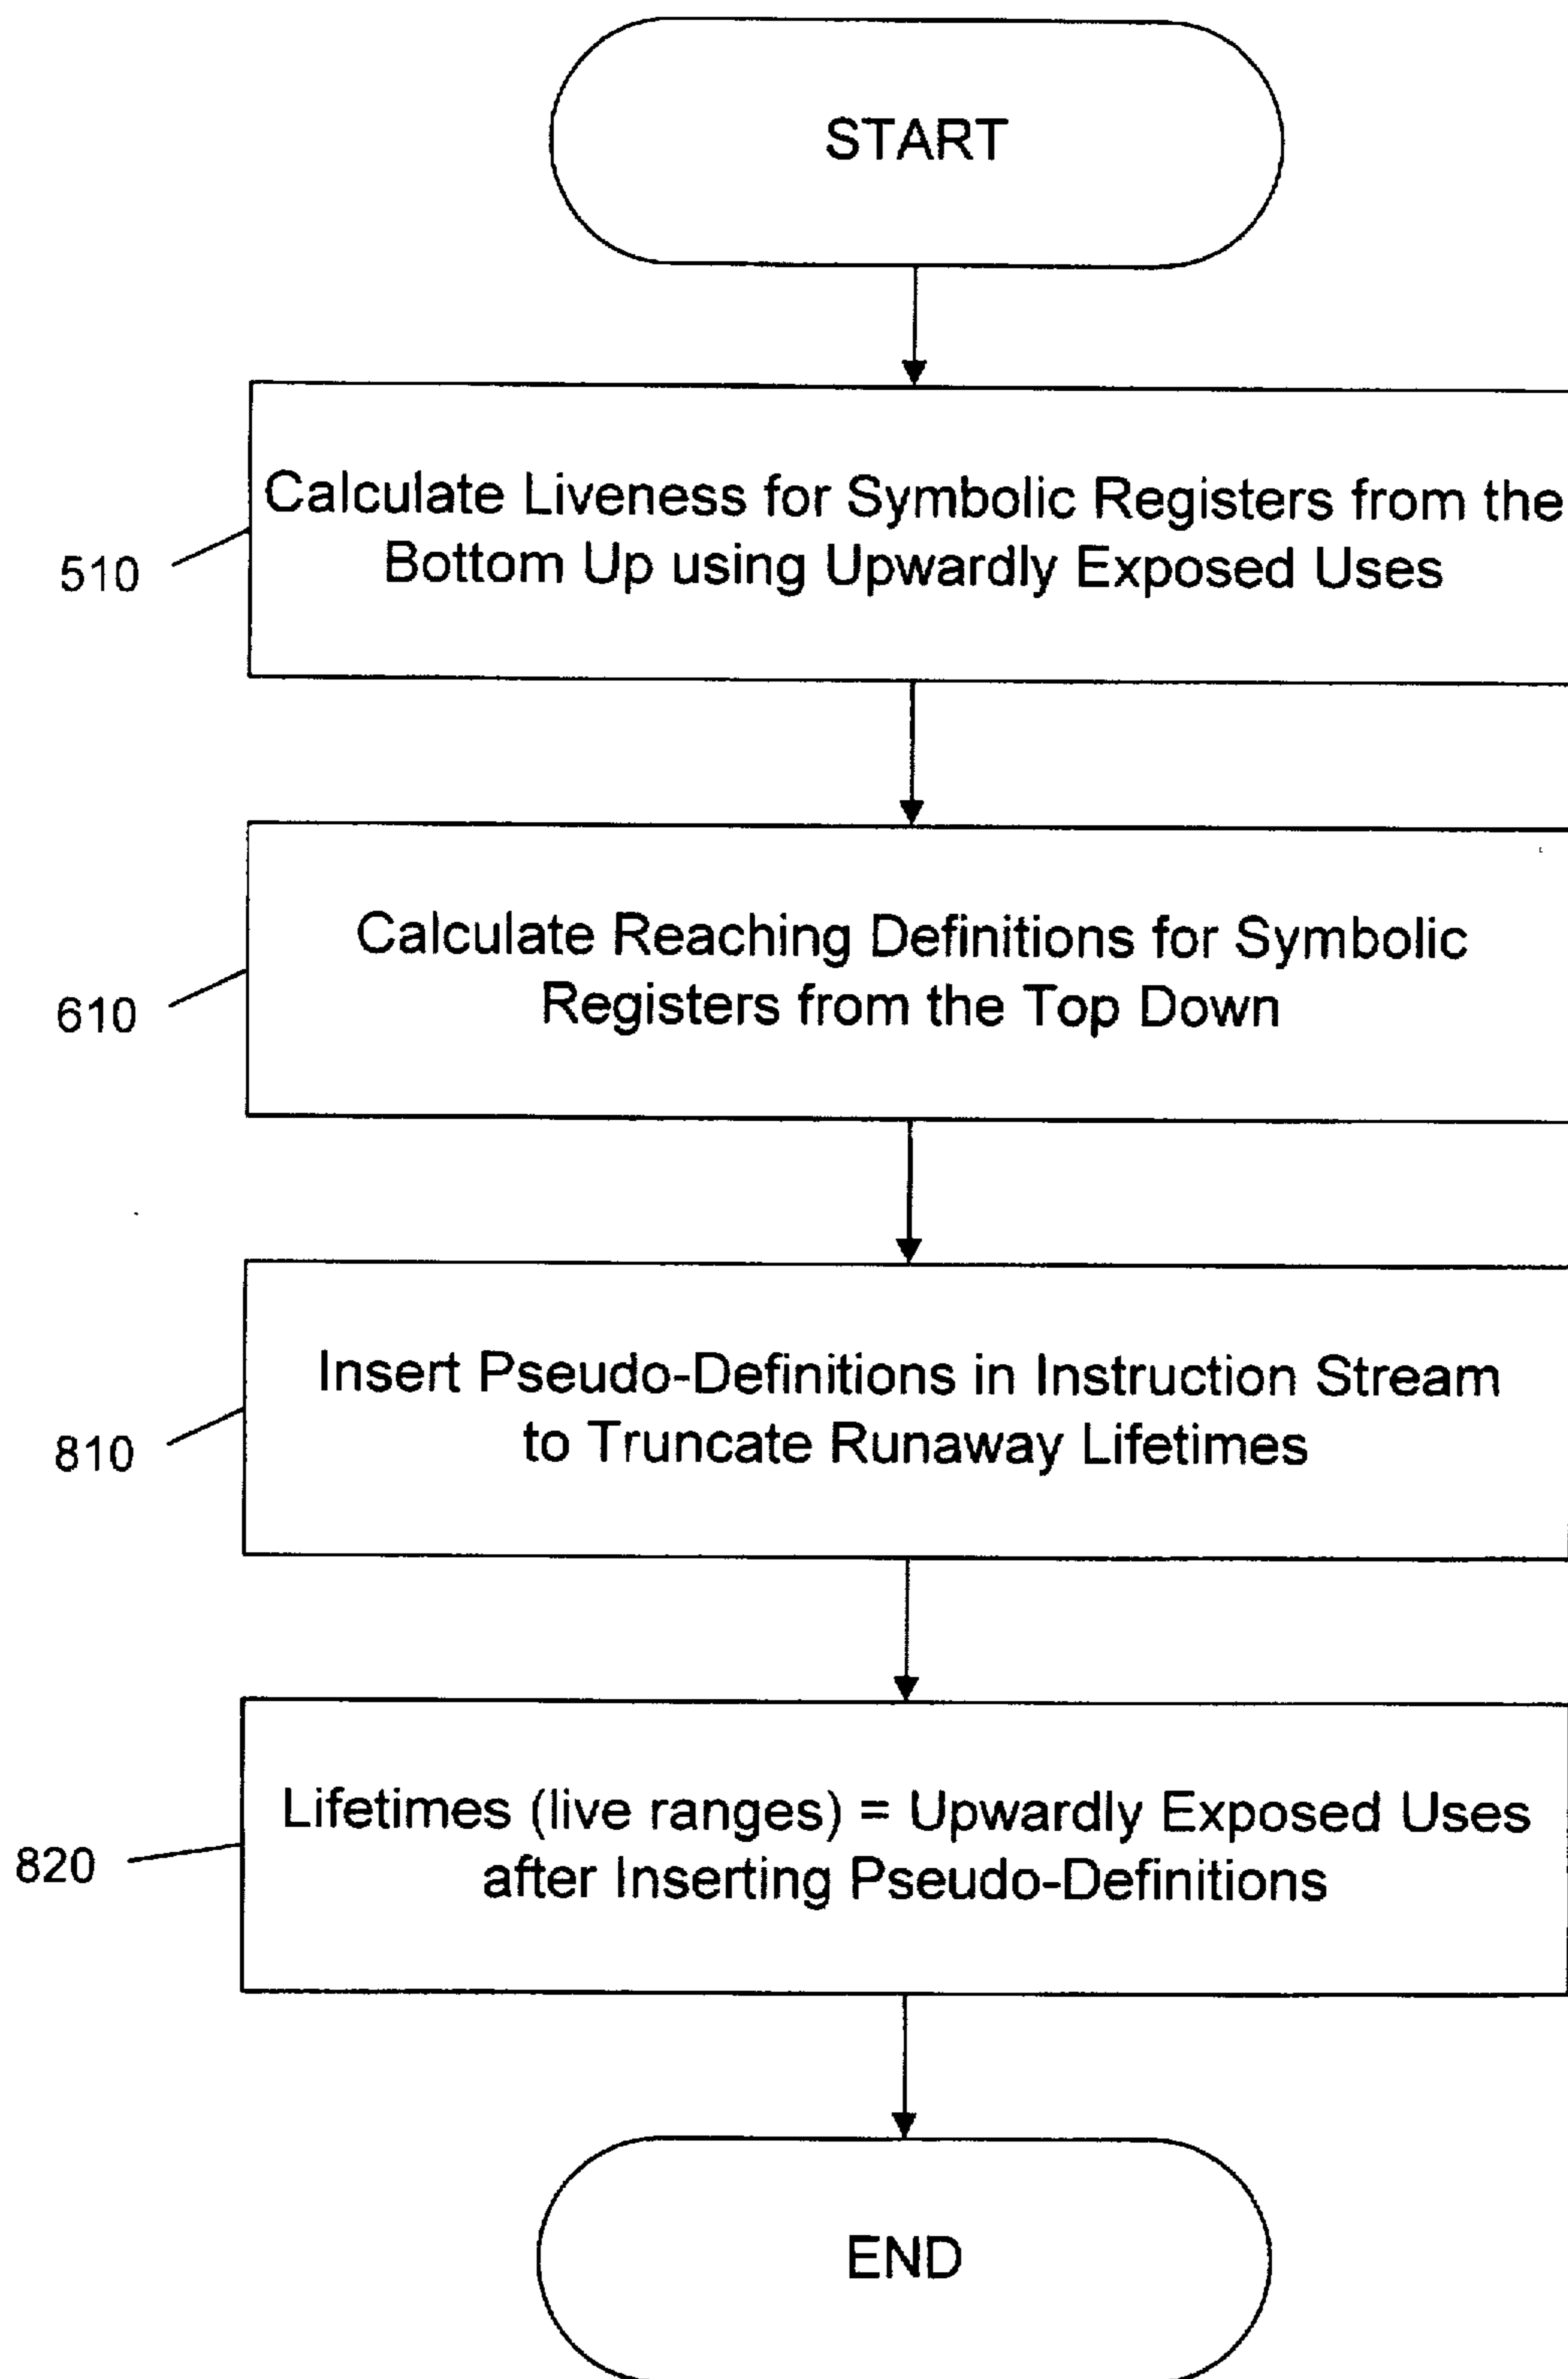 START
Calculate Liveness for Symbolic Registers from the
Bottom Up using Upwardly Exposed Uses
510
Calculate Reaching Definitions for Symbolic
Registers from the Top Down
610
Insert Pseudo-Definitions in Instruction Stream
to Truncate Runaway Lifetimes
810
Lifetimes (live ranges) = Upwardly Exposed Uses
after Inserting Pseudo-Definitions
820
END